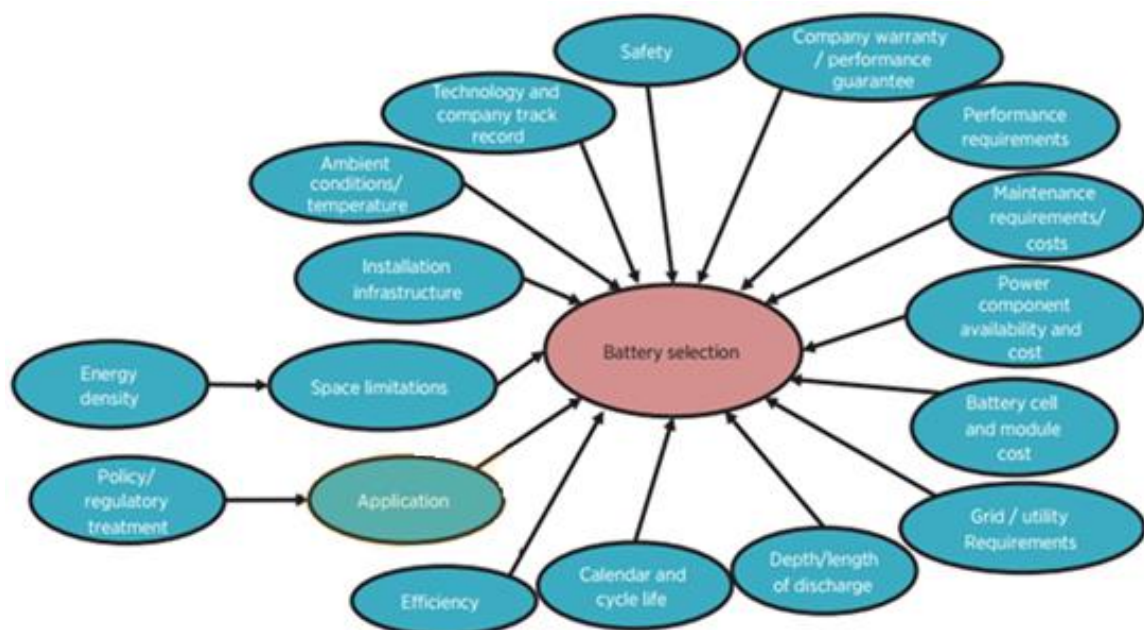 Safety
Company warranty
/ performance
guarantee
Technology and
company track
record
Performance
requirements
Ambient
conditions/
temperature
Maintenance
requirements/
costs
Installation
infrastructure
Power
component
availability and
cost
Battery selection
Energy
density
Space limitations
Battery cell
and module
cost
Policy/
regulatory
treatment
Application
Grid / utility
Requirements
Depth/length
of discharge
Calendar and
cycle life
Efficiency